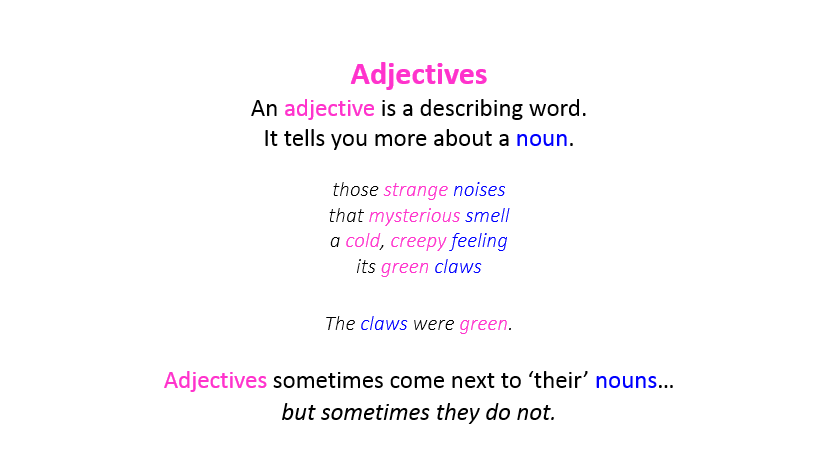 Adjectives
An adjective is a describing word.
It tells you more about a noun.
those strange noises
that mysterious smell
a cold, creepy feeling
its green claws
The claws were green.
Adjectives sometimes come next to ‘their’ nouns…
but sometimes they do not.